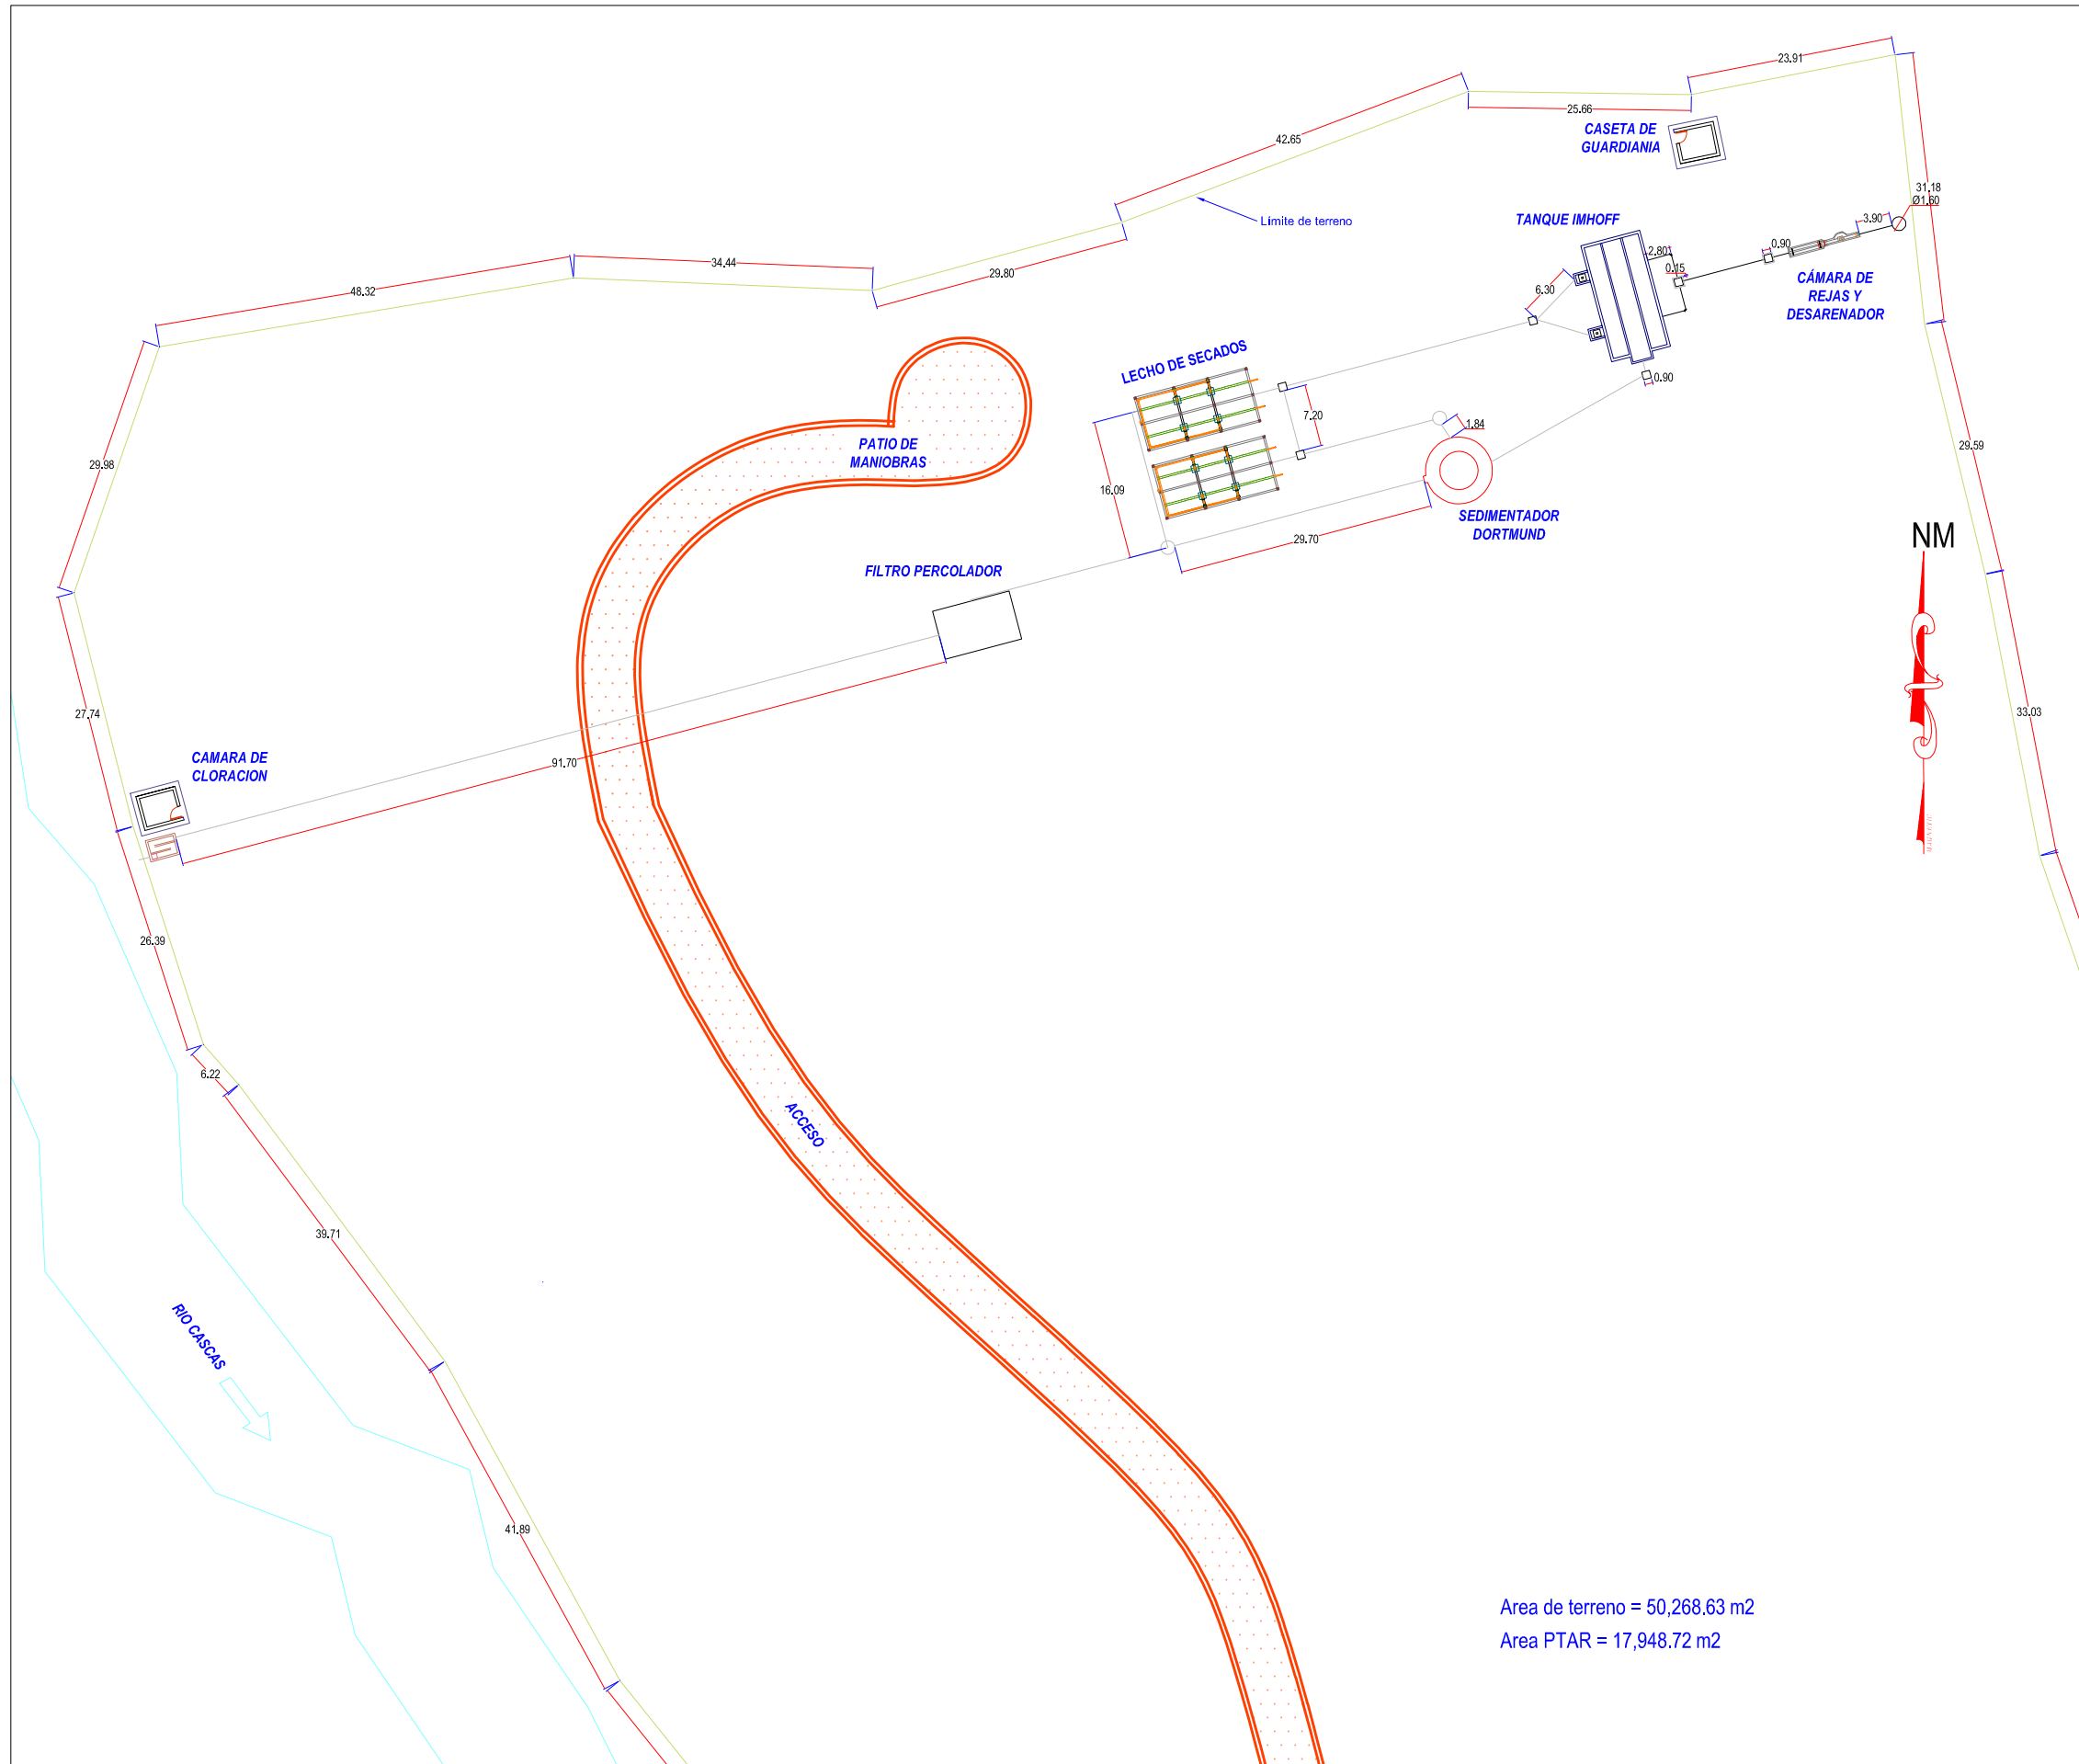 23.91
25.66
42.65
CASETA DE
GUARDIANIA
31.18
Ø1.60
3.90
TANQUE IMHOFF
Límite de terreno
0.90
2.80
0.15
CÁMARA DE
REJAS Y
DESARENADOR
34.44
29.80
48.32
6.30
LECHO DE SECADOS
0.90
7.20
1.84
29.59
PATIO DE
MANIOBRAS
29.98
16.09
SEDIMENTADOR
DORTMUND
29.70
NM
FILTRO PERCOLADOR
27.74
33.03
CAMARA DE
CLORACION
91.70
26.39
6.22
ACCESO
39.71
RIO CASCAS
41.89
Area de terreno = 50,268.63 m2
Area PTAR = 17,948.72 m2